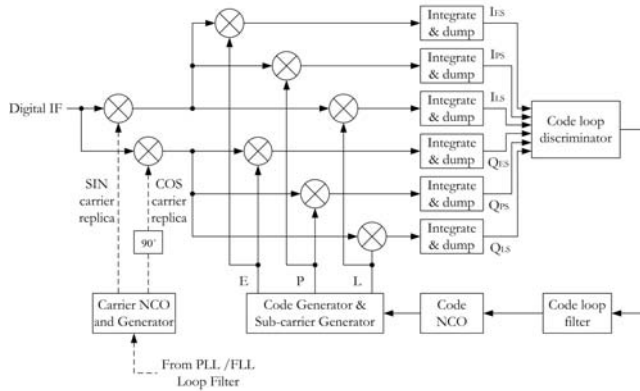 Integrate
& dump
IES
Integrate
& dump
IPS
Digital IF
Integrate
& dump
ILS
Code loop
discriminator
Integrate
& dump
QES
SIN
carrier
replica
COS
carrier
replica
Integrate
& dump
QPS
90°
Integrate
& dump
QLS
E
P
L
Carrier NCO
and Generator
Code Generator &
Sub-carrier Generator
Code
NCO
Code loop
filter
From PLL /FLL
Loop Filter